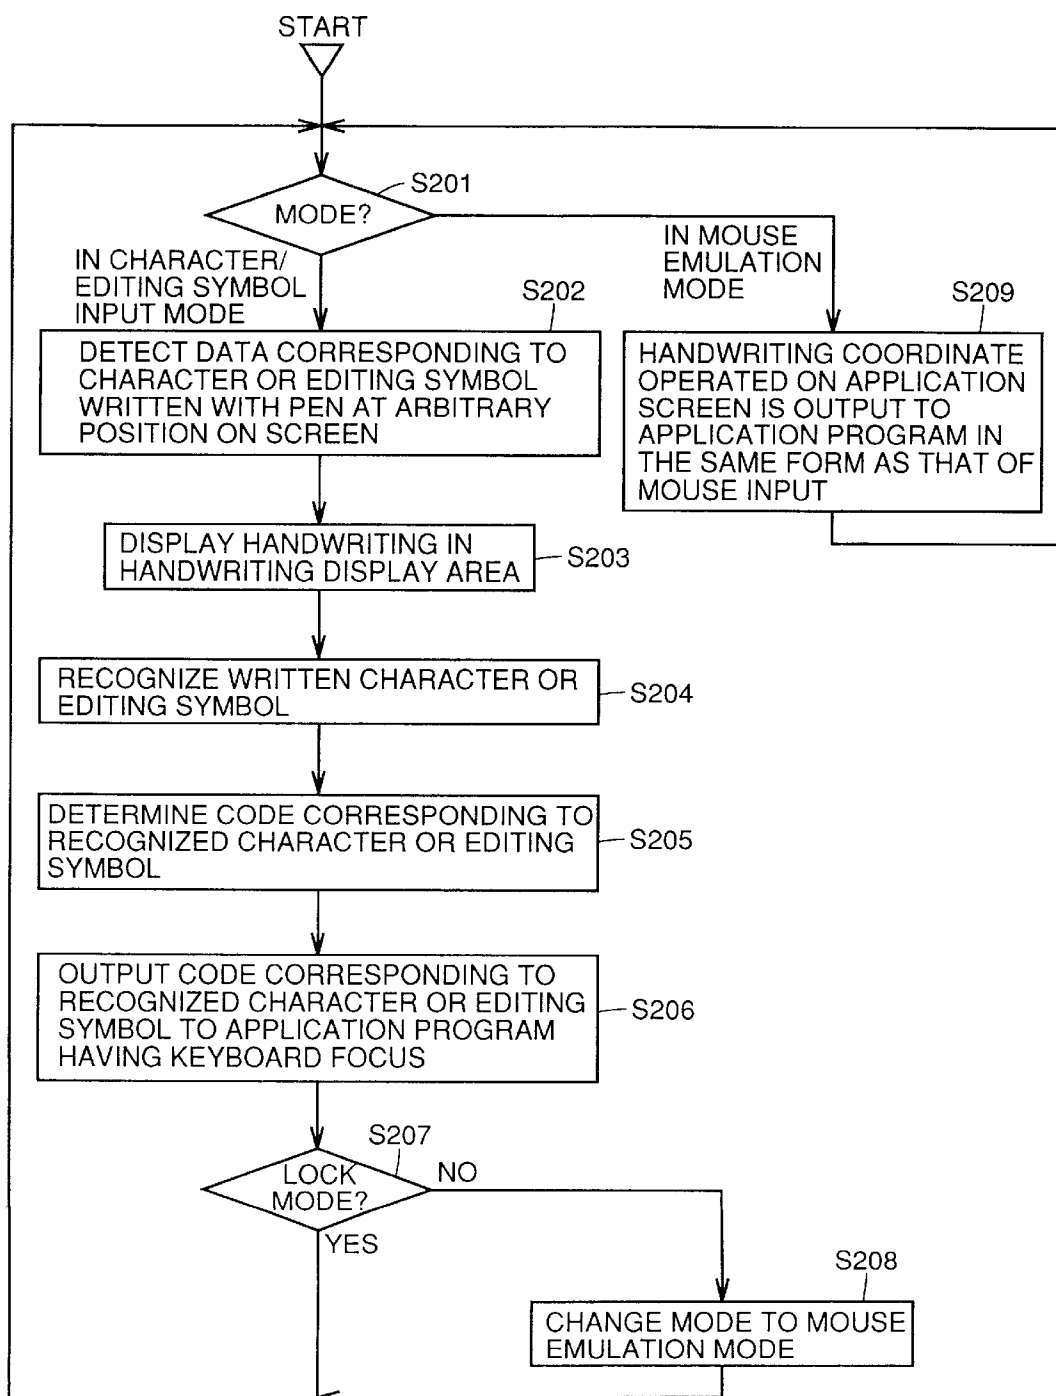 START
S201
MODE?
IN CHARACTER/
EDITING SYMBOL
INPUT MODE
IN MOUSE
EMULATION
MODE
S202
DETECT DATA CORRESPONDING TO
CHARACTER OR EDITING SYMBOL
WRITTEN WITH PEN AT ARBITRARY
POSITION ON SCREEN
S209
HANDWRITING COORDINATE
OPERATED ON APPLICATION
SCREEN IS OUTPUT TO
APPLICATION PROGRAM IN
THE SAME FORM AS THAT OF
MOUSE INPUT
DISPLAY HANDWRITING IN
HANDWRITING DISPLAY AREA
S203
RECOGNIZE WRITTEN CHARACTER OR
EDITING SYMBOL
S204
DETERMINE CODE CORRESPONDING TO
RECOGNIZED CHARACTER OR EDITING
SYMBOL
S205
OUTPUT CODE CORRESPONDING TO
RECOGNIZED CHARACTER OR EDITING
SYMBOL TO APPLICATION PROGRAM
HAVING KEYBOARD FOCUS
S206
S207
LOCK
MODE?
NO
YES
S208
CHANGE MODE TO MOUSE
EMULATION MODE